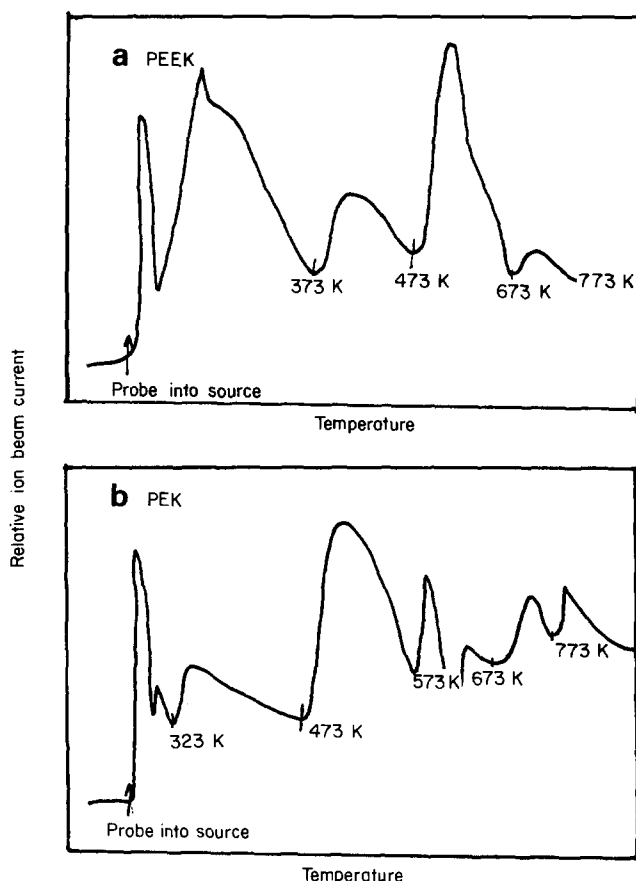 Relative ion beam current
a PEEK
373 K
473 K
673 K
773 K
Probe into source
Temperature
b PEK
323 K
473 K
573 K
673 K
773 K
Probe into source
Temperature